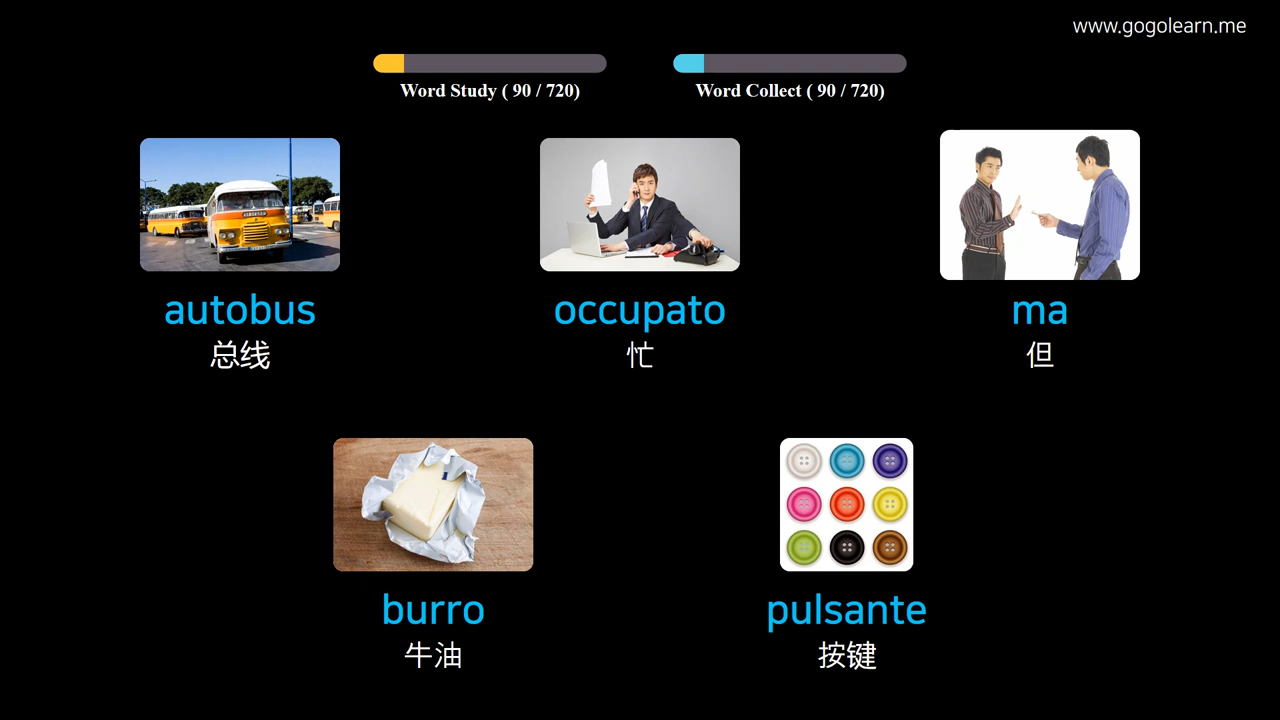 www.gogolearn.me
Word Study ( 90 / 720)
Word Collect ( 90 / 720)
autobus
总线
occupato
忙
ma
但
burro
牛油
pulsante
按键